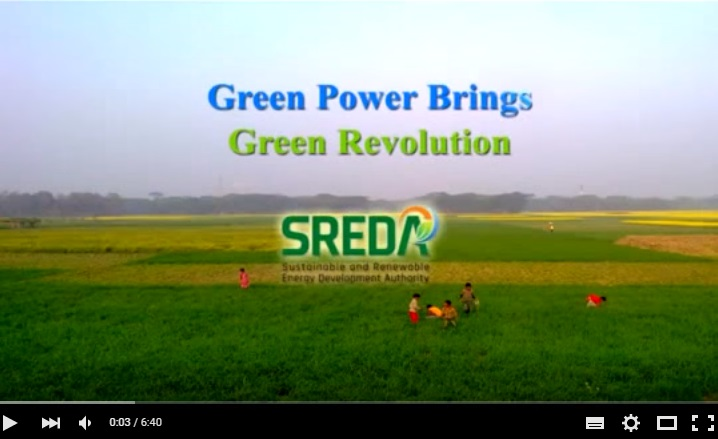 Green Power Brings
Green Revolution
SREDA
Sustainable and Renewable
Energy Development Authority
0:03 / 6:40